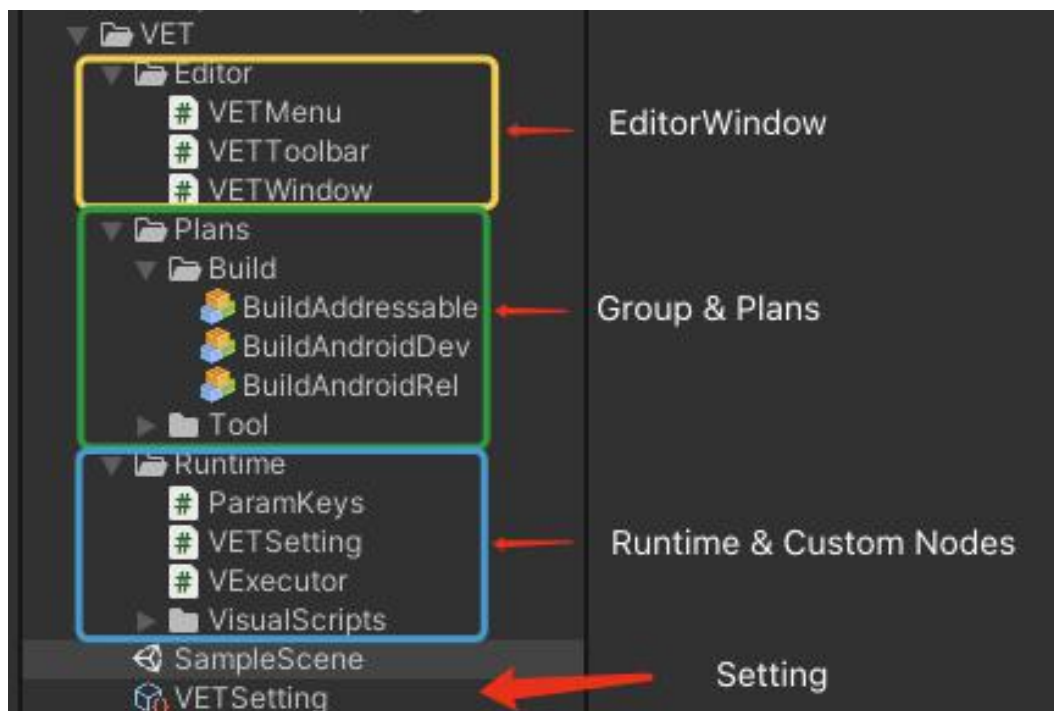 VET
Editor
VETMenu
VETToolbar
VETWindow
EditorWindow
Plans
Build
BuildAddressable
BuildAndroidDev
BuildAndroidRel
Tool
Group & Plans
Runtime
ParamKeys
VETSetting
VExecutor
VisualScripts
Runtime & Custom Nodes
SampleScene
VETSetting
Setting